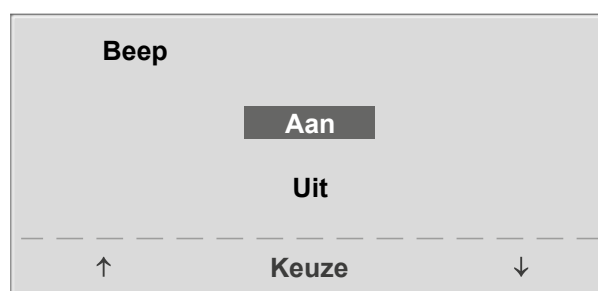 Beep
Aan
Uit
↑ Keuze ↓